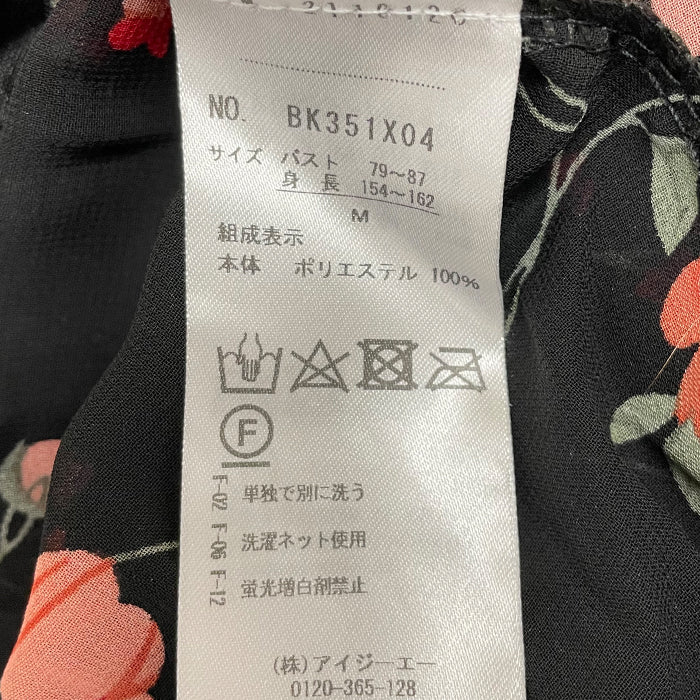 NO. BK351X04
サイズ バスト 79～87
身長 154～162
M
組成表示
本体 ポリエステル 100%
F
F-02 単独で別に洗う
F-06 洗濯ネット使用
F-12 蛍光増白剤禁止
(株)アイジーエー
0120-365-128